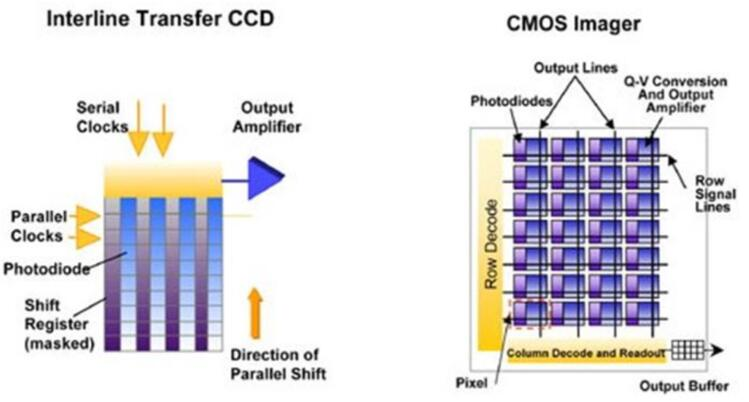 Interline Transfer CCD
Serial
Clocks
Output
Amplifier
Parallel
Clocks
Photodiode
Shift
Register
(masked)
Direction of
Parallel Shift
CMOS Imager
Output Lines
Q-V Conversion
And Output
Amplifier
Photodiodes
Row
Signal
Lines
Row Decode
Column Decode and Readout
Pixel
Output Buffer